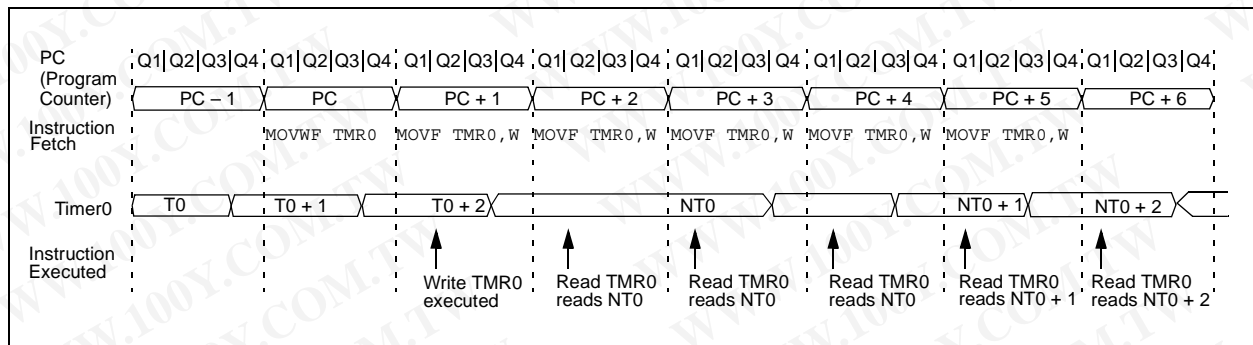 PC (Program Counter)
Q1|Q2|Q3|Q4 Q1|Q2|Q3|Q4 Q1|Q2|Q3|Q4 Q1|Q2|Q3|Q4 Q1|Q2|Q3|Q4 Q1|Q2|Q3|Q4 Q1|Q2|Q3|Q4 Q1|Q2|Q3|Q4
PC – 1 PC PC + 1 PC + 2 PC + 3 PC + 4 PC + 5 PC + 6
Instruction Fetch
MOVWF TMR0 MOVF TMR0,W MOVF TMR0,W MOVF TMR0,W MOVF TMR0,W MOVF TMR0,W
Timer0
T0 T0 + 1 T0 + 2 NT0 NT0 + 1 NT0 + 2
Instruction Executed
Write TMR0 executed
Read TMR0 reads NT0
Read TMR0 reads NT0
Read TMR0 reads NT0
Read TMR0 reads NT0 + 1
Read TMR0 reads NT0 + 2
WWW.100Y.COM.TW